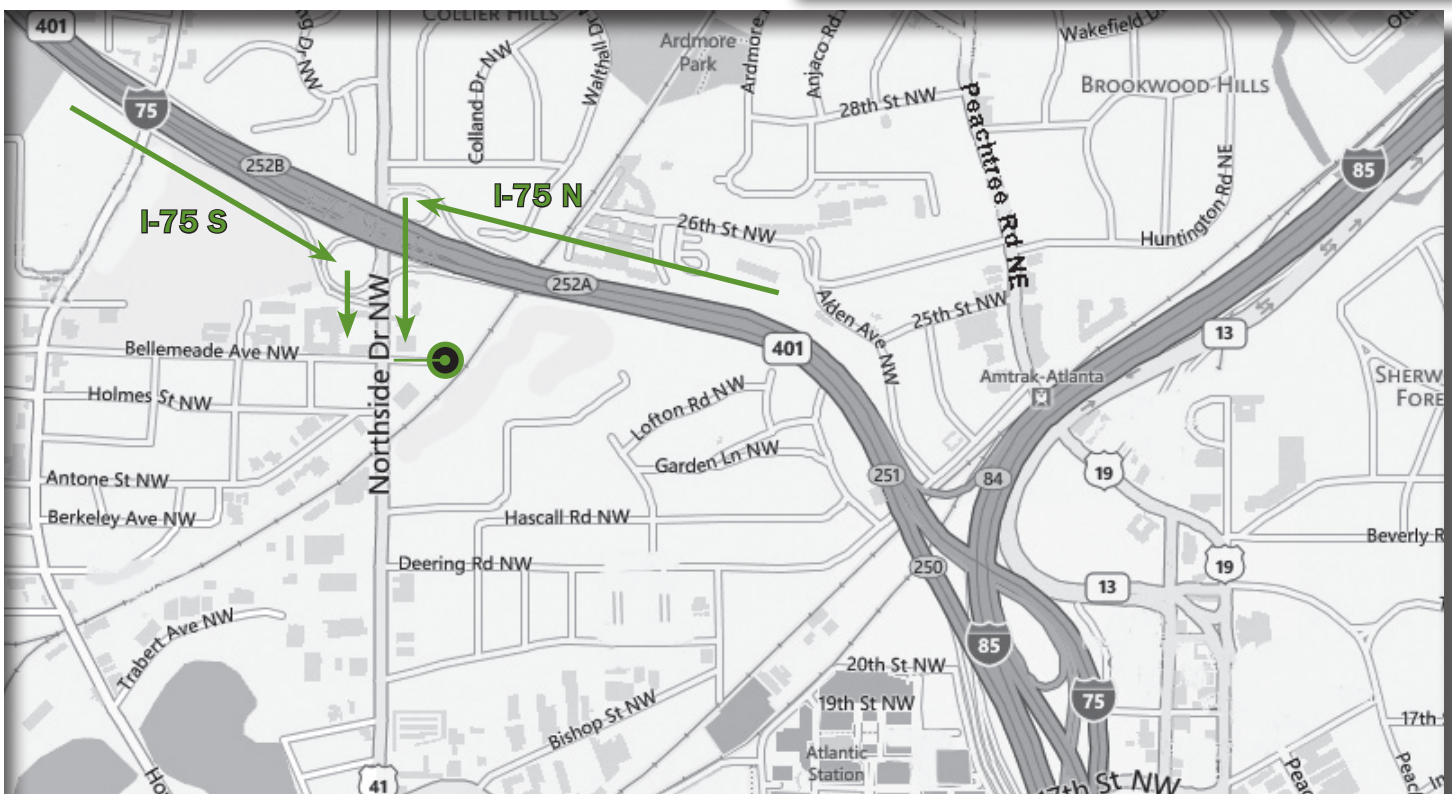 COLLIER HILLS
401
Ardmore
Park
Ardmore
Anjaco Rd
Wakefield Dr
75
Colland Dr NW
Walthall Dr
28th St NW
BROOKWOOD HILLS
Peachtree Rd NE
252B
85
I-75 N
I-75 S
26th St NW
Huntington Rd NE
252A
Alden Ave NW
25th St NW
13
Northside Dr NW
Bellemeade Ave NW
401
Amtrak-Atlanta
Holmes St NW
Lofton Rd NW
Garden Ln NW
Antone St NW
251
84
19
Berkeley Ave NW
Hascall Rd NW
Beverly R
Deering Rd NW
250
19
13
Trabert Ave NW
85
20th St NW
75
19th St NW
Bishop St NW
17th
Atlantic
Station
41
17th St NW